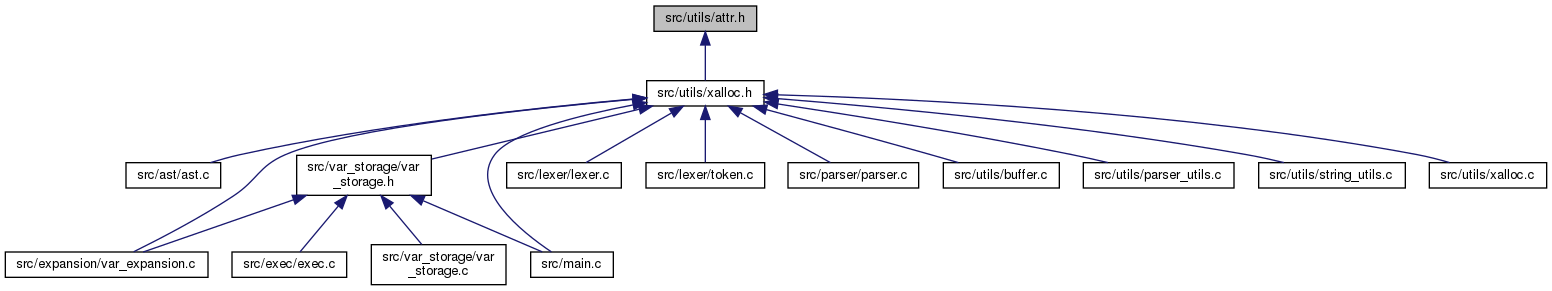 src/utils/attr.h
src/utils/xalloc.h
src/ast/ast.c
src/var_storage/var
_storage.h
src/lexer/lexer.c
src/lexer/token.c
src/parser/parser.c
src/utils/buffer.c
src/utils/parser_utils.c
src/utils/string_utils.c
src/utils/xalloc.c
src/expansion/var_expansion.c
src/exec/exec.c
src/var_storage/var
_storage.c
src/main.c